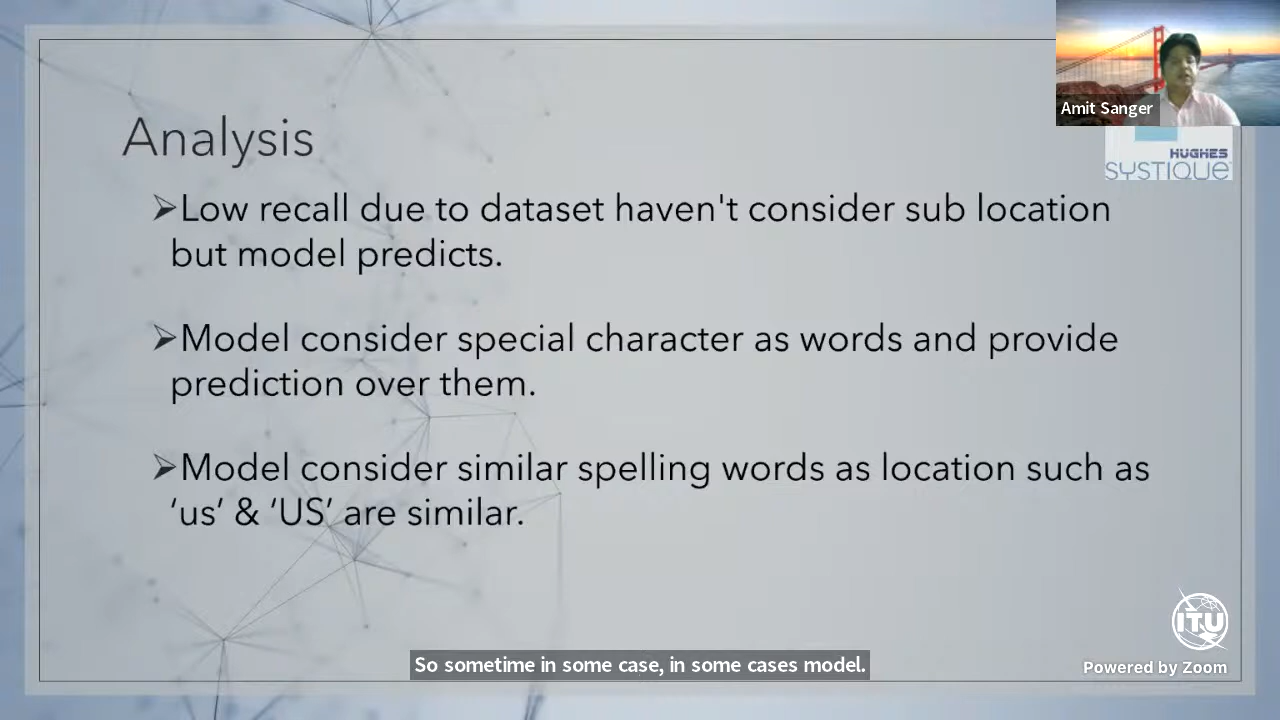 Amit Sanger
HUGHES
SYSTIQUE
Analysis
➢Low recall due to dataset haven't consider sub location
but model predicts.
➢Model consider special character as words and provide
prediction over them.
➢Model consider similar spelling words as location such as
‘us’ & ‘US’ are similar.
ITU
So sometime in some case, in some cases model.
Powered by Zoom